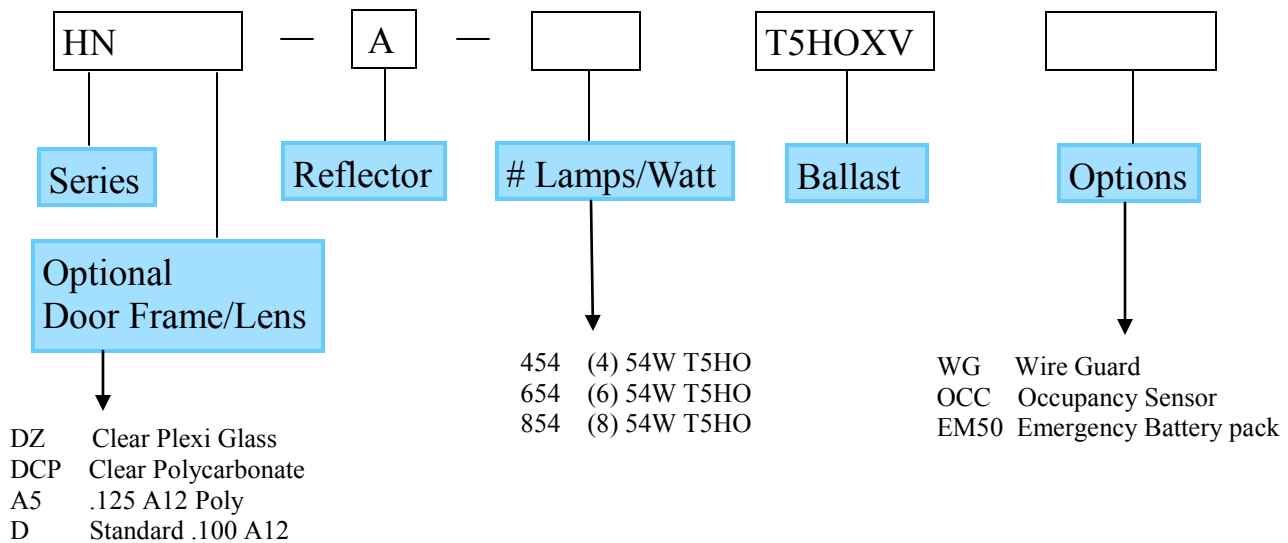 HN — A — T5HOXV
Series
Reflector
# Lamps/Watt
Ballast
Options
Optional
Door Frame/Lens
DZ Clear Plexi Glass
DCP Clear Polycarbonate
A5 .125 A12 Poly
D Standard .100 A12
454 (4) 54W T5HO
654 (6) 54W T5HO
854 (8) 54W T5HO
WG Wire Guard
OCC Occupancy Sensor
EM50 Emergency Battery pack